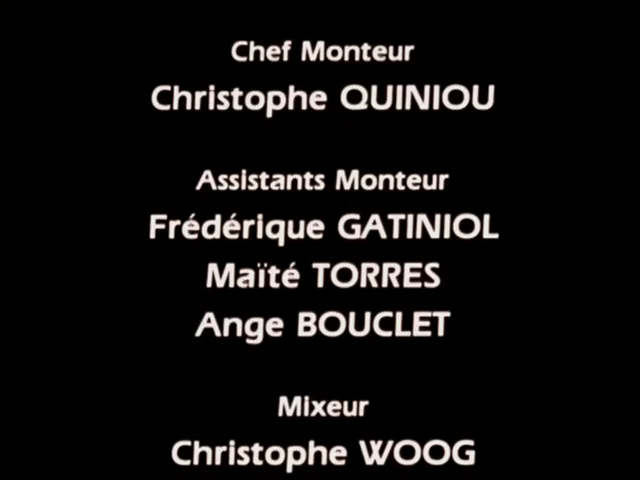 Chef Monteur
Christophe QUINIOU
Assistants Monteur
Frédérique GATINIOL
Maïté TORRES
Ange BOUCLET
Mixeur
Christophe WOOG